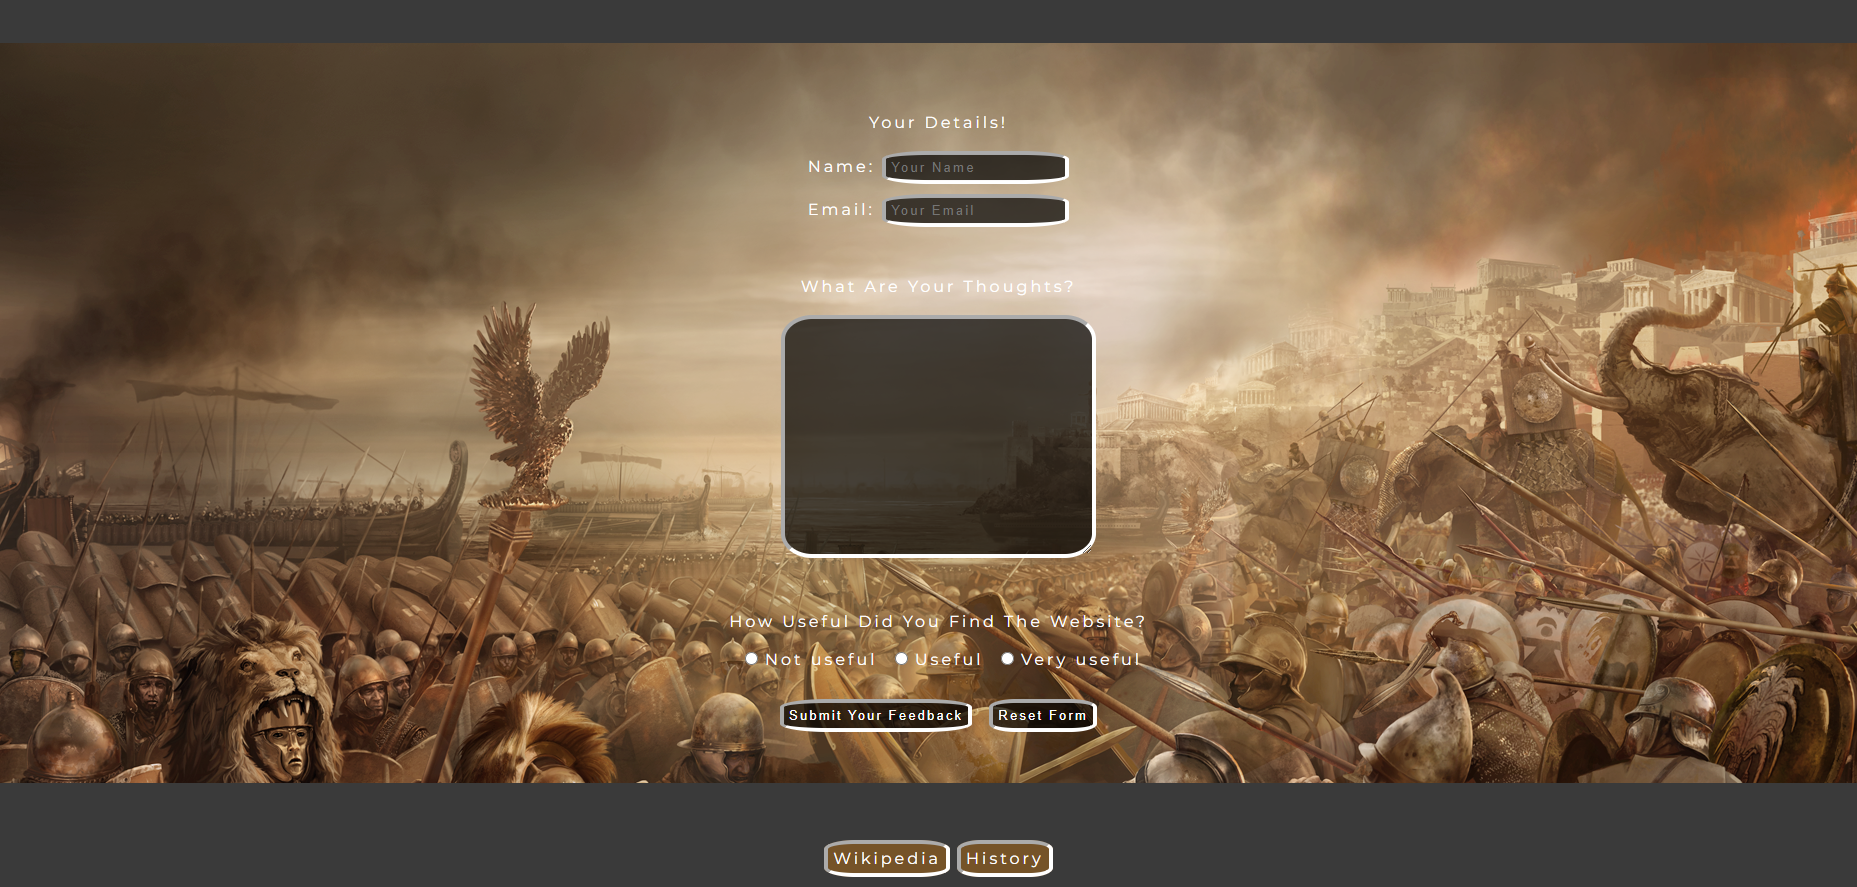 Your Details!
Name: Your Name
Email: Your Email
What Are Your Thoughts?
How Useful Did You Find The Website?
Not useful Useful Very useful
Submit Your Feedback Reset Form
Wikipedia History